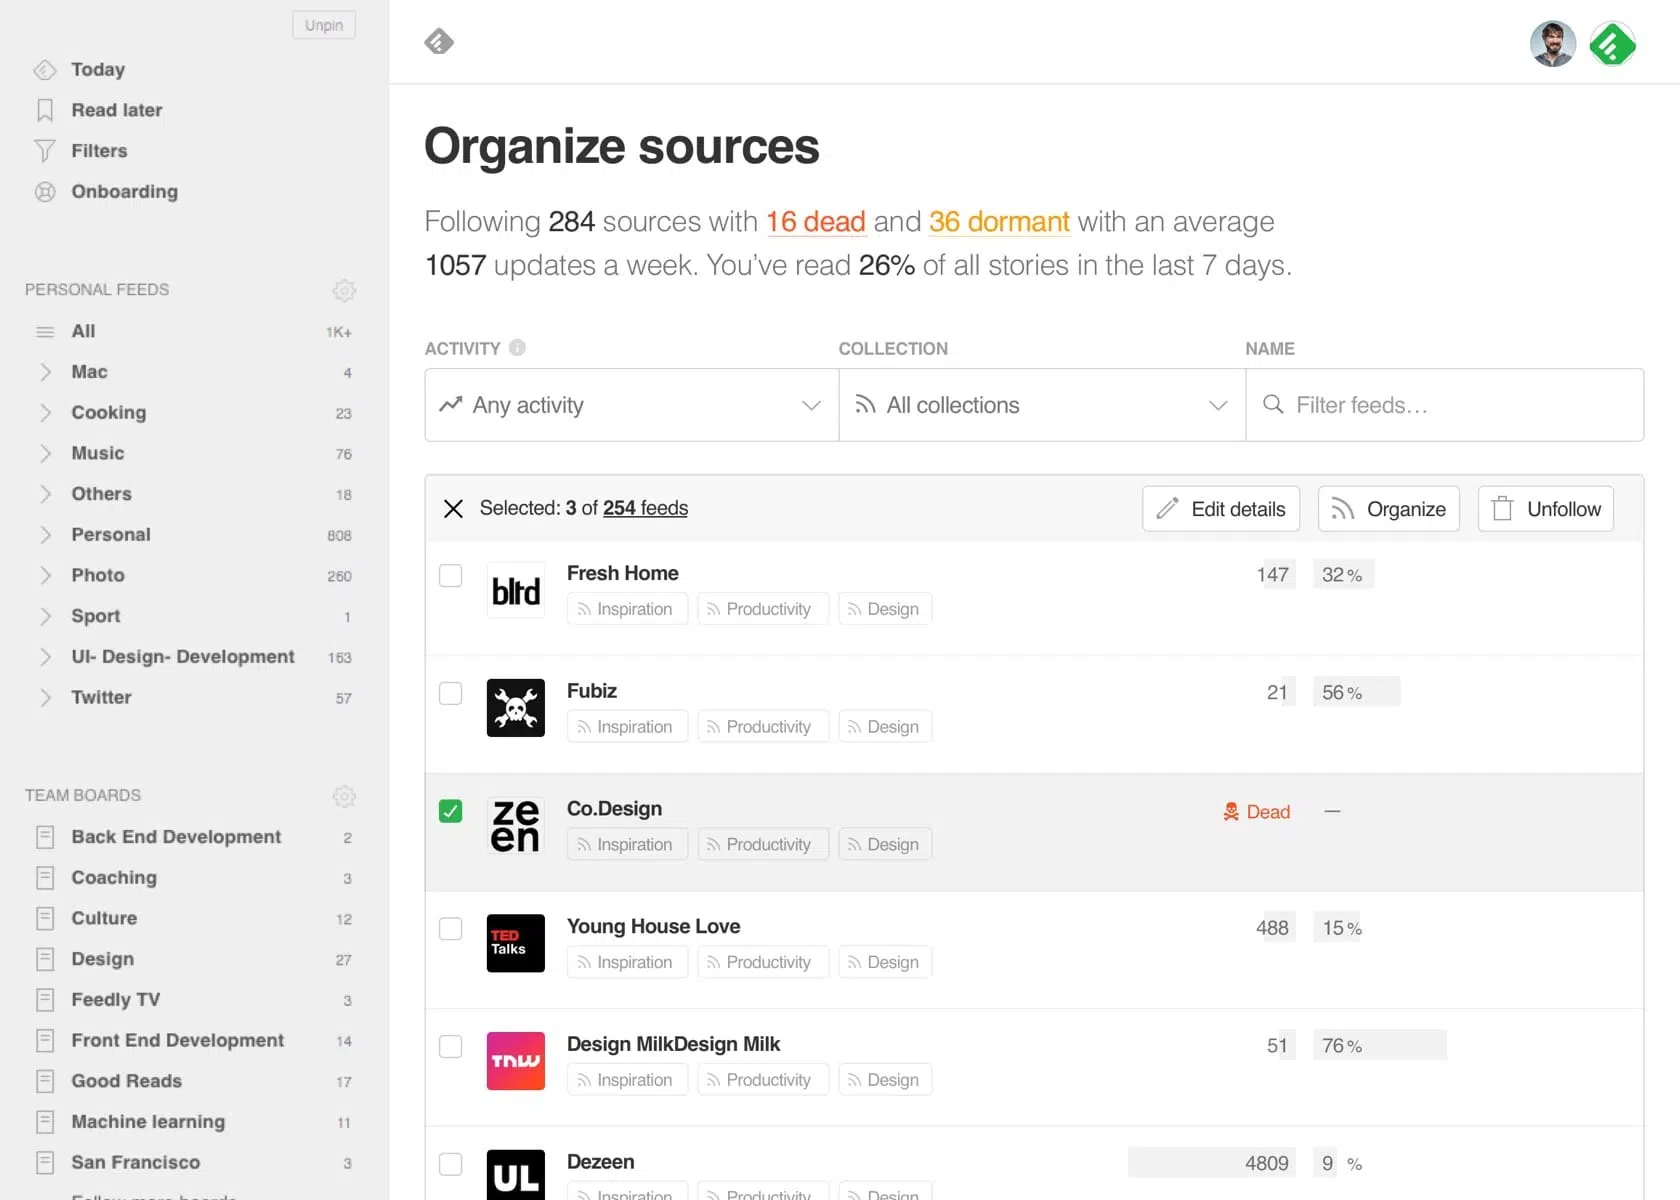 Unpin
Today
Read later
Filters
Onboarding
PERSONAL FEEDS
All 1K+
Mac 4
Cooking 23
Music 76
Others 18
Personal 808
Photo 260
Sport 1
UI- Design- Development 163
Twitter 57
TEAM BOARDS
Back End Development 2
Coaching 3
Culture 12
Design 27
Feedly TV 3
Front End Development 14
Good Reads 17
Machine learning 11
San Francisco 3
Organize sources
Following 284 sources with 16 dead and 36 dormant with an average
1057 updates a week. You’ve read 26% of all stories in the last 7 days.
ACTIVITY COLLECTION NAME
Any activity All collections Filter feeds…
Selected: 3 of 254 feeds Edit details Organize Unfollow
bltd Fresh Home 147 32 %
Inspiration Productivity Design
Fubiz 21 56 %
Inspiration Productivity Design
ze
en
Co.Design Dead —
Inspiration Productivity Design
TED
Talks
Young House Love 488 15 %
Inspiration Productivity Design
TNW Design MilkDesign Milk 51 76 %
Inspiration Productivity Design
UL Dezeen 4809 9 %
Inspiration Productivity Design